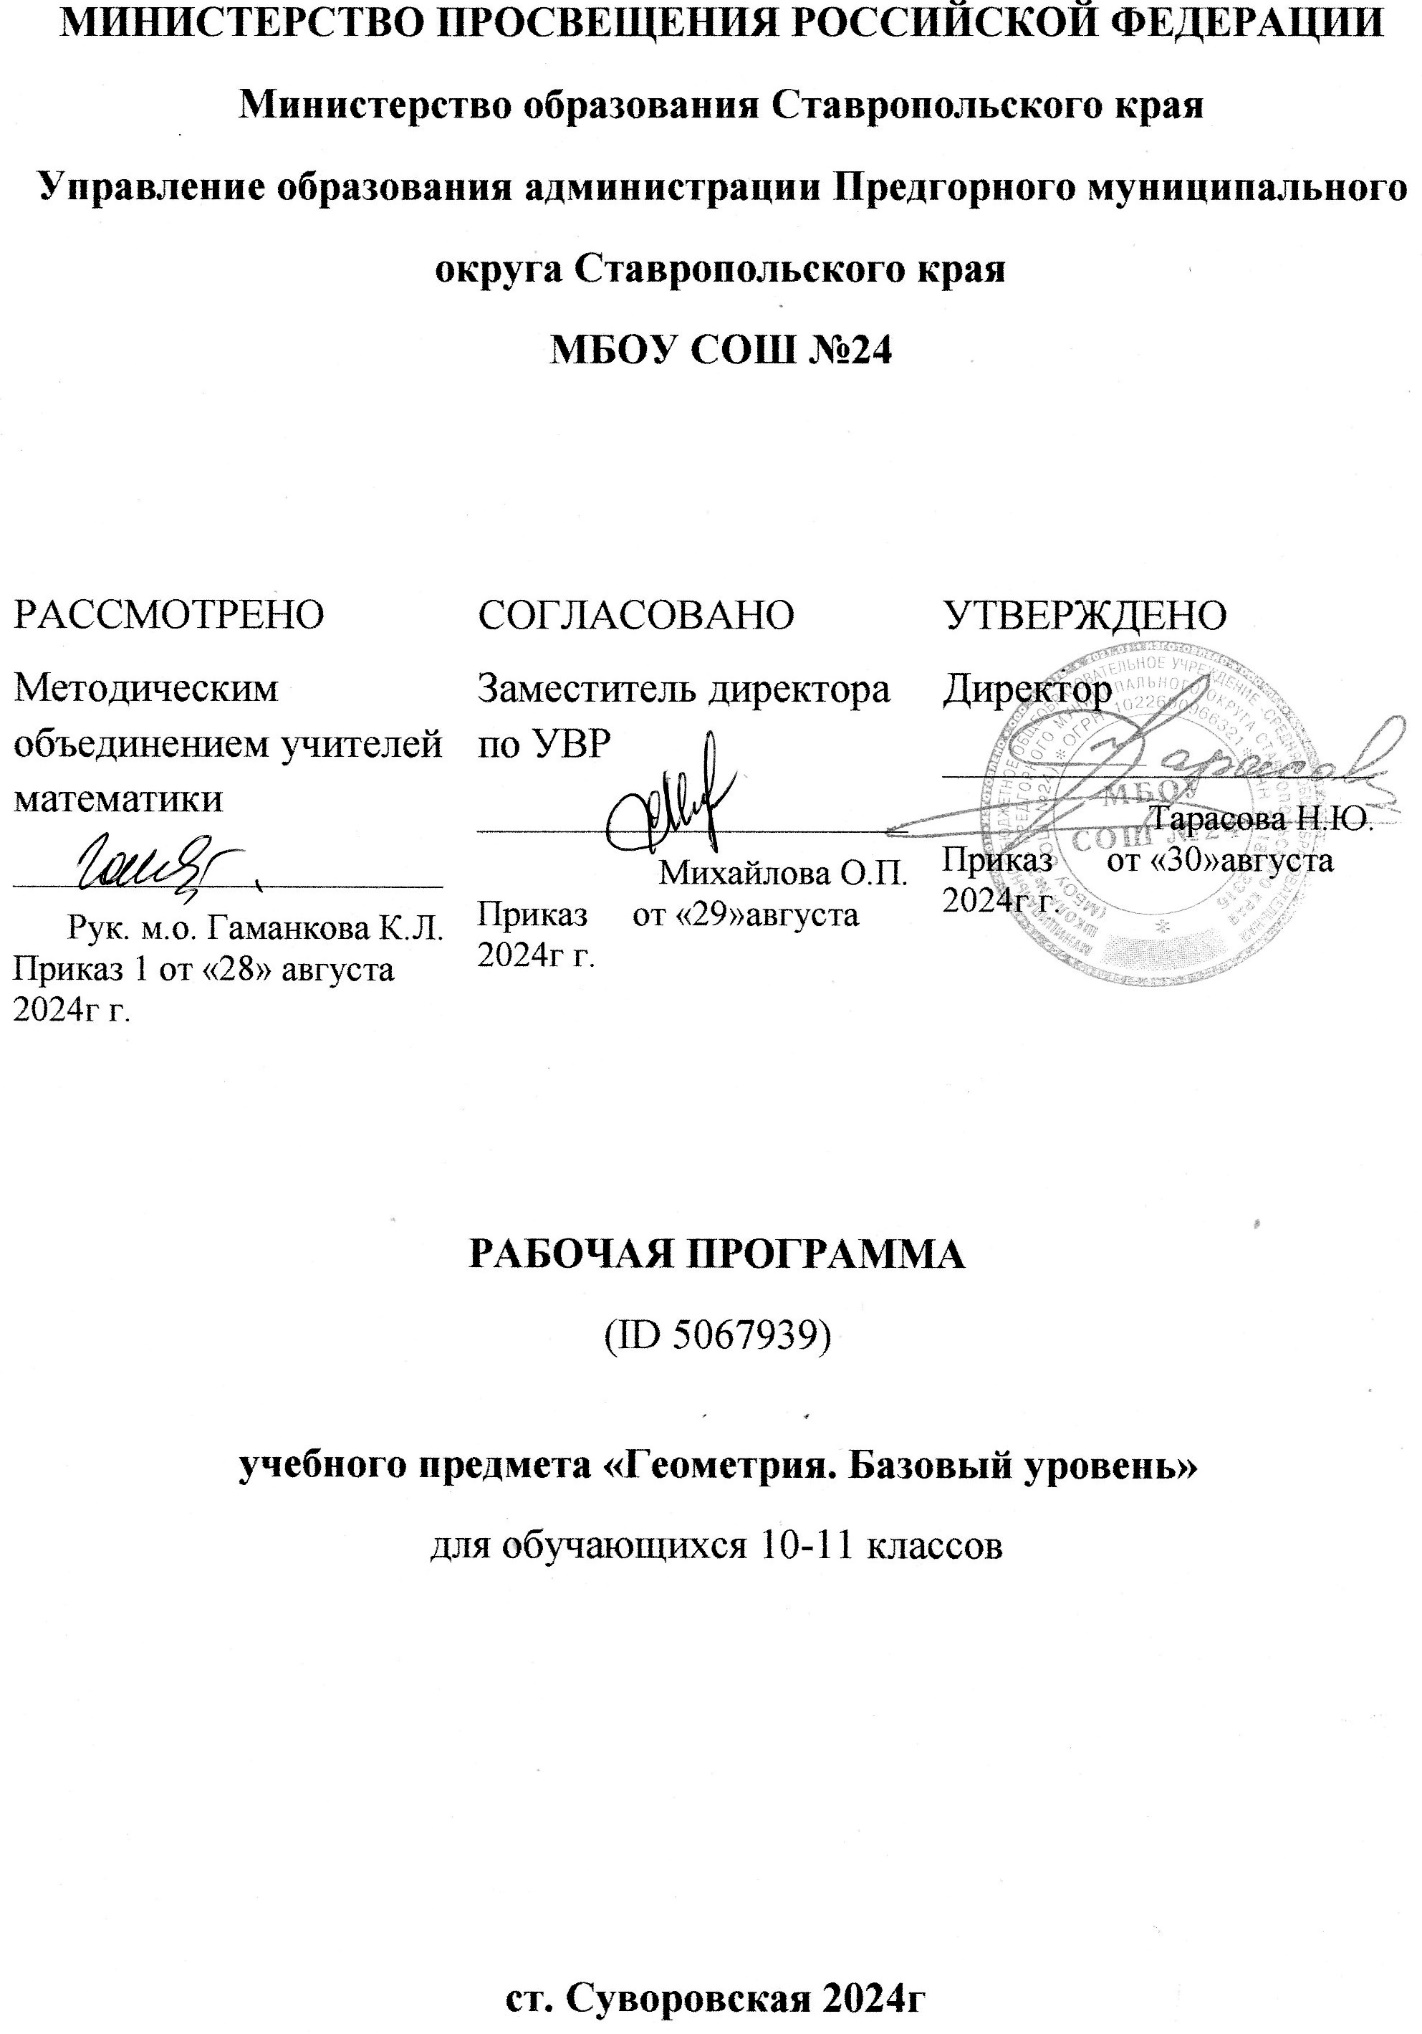 МИНИСТЕРСТВО ПРОСВЕЩЕНИЯ РОССИЙСКОЙ ФЕДЕРАЦИИ
Министерство образования Ставропольского края
Управление образования администрации Предгорного муниципального
округа Ставропольского края
МБОУ СОШ №24
РАССМОТРЕНО
Методическим
объединением учителей
математики
Рук. м.о. Гаманкова К.Л.
Приказ 1 от «28» августа
2024г г.
СОГЛАСОВАНО
Заместитель директора
по УВР
Михайлова О.П.
Приказ от «29»августа
2024г г.
УТВЕРЖДЕНО
Директор
Тарасова Н.Ю.
Приказ от «30»августа
2024г г.
МБОУ
СОШ №24
РАБОЧАЯ ПРОГРАММА
(ID 5067939)
учебного предмета «Геометрия. Базовый уровень»
для обучающихся 10-11 классов
ст. Суворовская 2024г